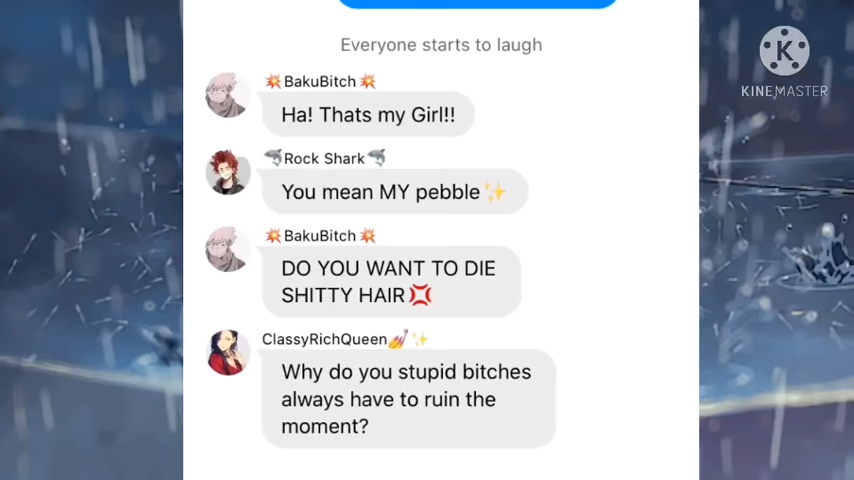 Everyone starts to laugh
KINEMASTER
💥BakuBitch💥
Ha! Thats my Girl!!
🦈Rock Shark🦈
You mean MY pebble✨
💥BakuBitch💥
DO YOU WANT TO DIE
SHITTY HAIR💢
ClassyRichQueen💅✨
Why do you stupid bitches
always have to ruin the
moment?